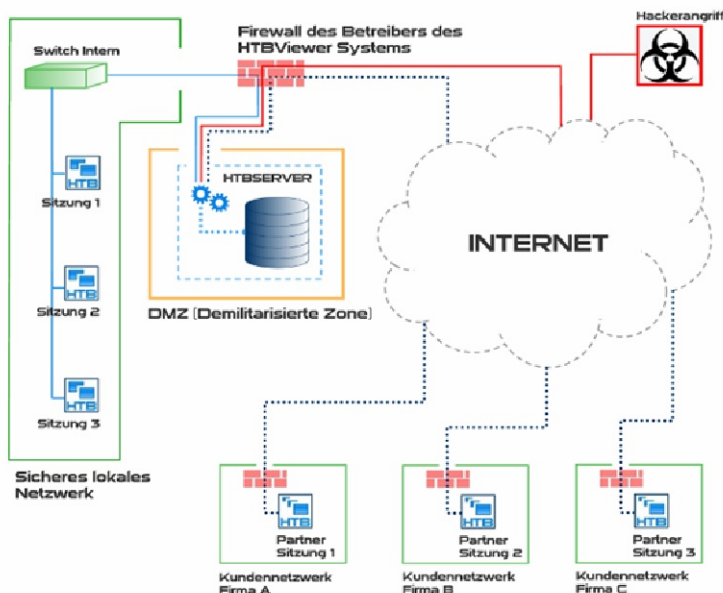 Firewall des Betreibers des
HTBViewer Systems
Hackerangriff
Switch Intern
HTB
Sitzung 1
HTBSERVER
INTERNET
HTB
Sitzung 2
DMZ (Demilitarisierte Zone)
HTB
Sitzung 3
Sicheres lokales
Netzwerk
HTB
Partner
Sitzung 1
HTB
Partner
Sitzung 2
HTB
Partner
Sitzung 3
Kundennetzwerk
Firma A
Kundennetzwerk
Firma B
Kundennetzwerk
Firma C